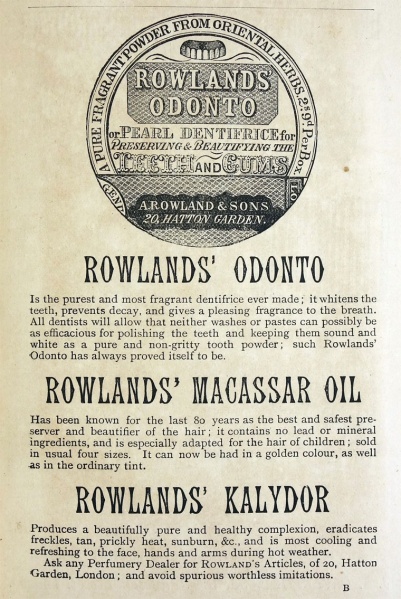 A PURE FRAGRANT POWDER FROM ORIENTAL HERBS. 2s 9d Per Box.
ROWLANDS'
ODONTO
or PEARL DENTIFRICE for
PRESERVING & BEAUTIFYING THE
TEETH AND GUMS
A. ROWLAND & SONS
20, HATTON GARDEN.
ROWLANDS' ODONTO
Is the purest and most fragrant dentifrice ever made; it whitens the
teeth, prevents decay, and gives a pleasing fragrance to the breath.
All dentists will allow that neither washes or pastes can possibly be
as efficacious for polishing the teeth and keeping them sound and
white as a pure and non-gritty tooth powder; such Rowlands'
Odonto has always proved itself to be.
ROWLANDS' MACASSAR OIL
Has been known for the last 80 years as the best and safest pre-
server and beautifier of the hair; it contains no lead or mineral
ingredients, and is especially adapted for the hair of children; sold
in usual four sizes. It can now be had in a golden colour, as well
as in the ordinary tint.
ROWLANDS' KALYDOR
Produces a beautifully pure and healthy complexion, eradicates
freckles, tan, prickly heat, sunburn, &c., and is most cooling and
refreshing to the face, hands and arms during hot weather.
Ask any Perfumery Dealer for ROWLAND'S Articles, of 20, Hatton
Garden, London; and avoid spurious worthless imitations.
B